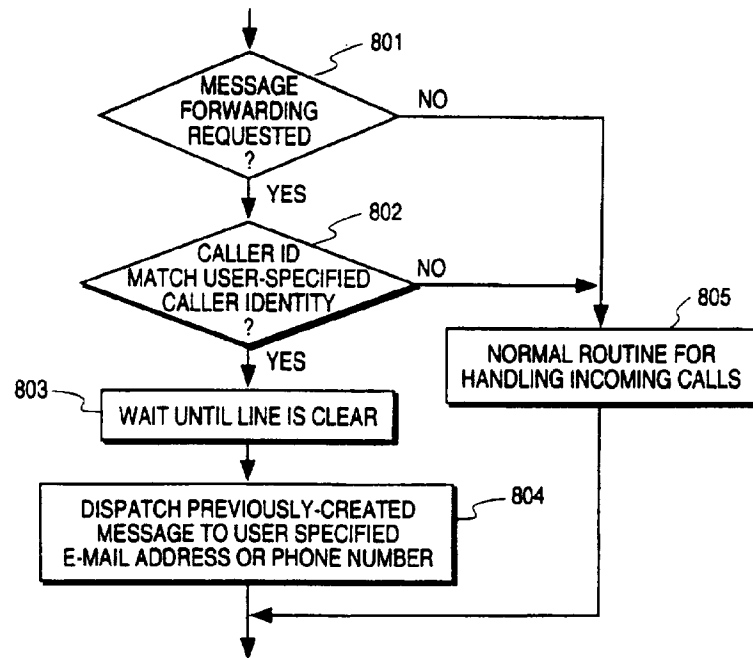 801
MESSAGE
FORWARDING
REQUESTED
?
NO
YES
802
CALLER ID
MATCH USER-SPECIFIED
CALLER IDENTITY
?
NO
YES
805
NORMAL ROUTINE FOR
HANDLING INCOMING CALLS
803
WAIT UNTIL LINE IS CLEAR
804
DISPATCH PREVIOUSLY-CREATED
MESSAGE TO USER SPECIFIED
E-MAIL ADDRESS OR PHONE NUMBER